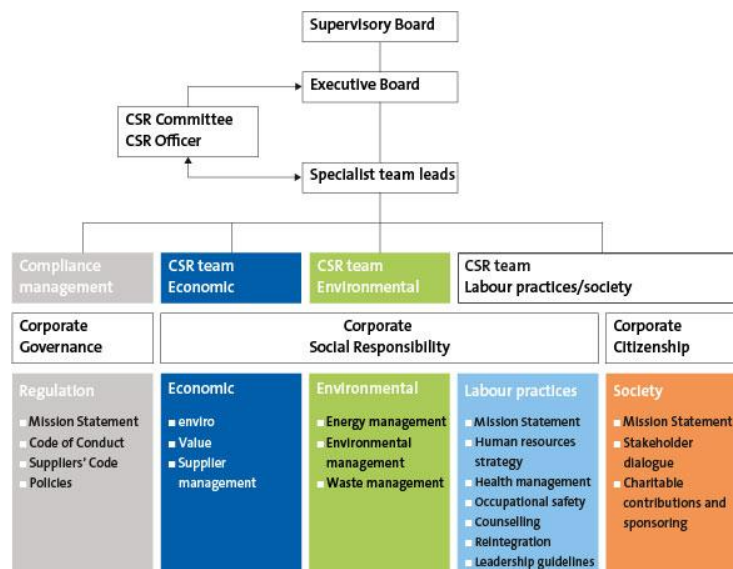 Supervisory Board
Executive Board
CSR Committee
CSR Officer
Specialist team leads
Compliance
management
CSR team
Economic
CSR team
Environmental
CSR team
Labour practices/society
Corporate
Governance
Corporate
Social Responsibility
Corporate
Citizenship
Regulation
Mission Statement
Code of Conduct
Suppliers' Code
Policies
Economic
enviro
Value
Supplier
management
Environmental
Energy management
Environmental
management
Waste management
Labour practices
Mission Statement
Human resources
strategy
Health management
Occupational safety
Counselling
Reintegration
Leadership guidelines
Society
Mission Statement
Stakeholder
dialogue
Charitable
contributions and
sponsoring